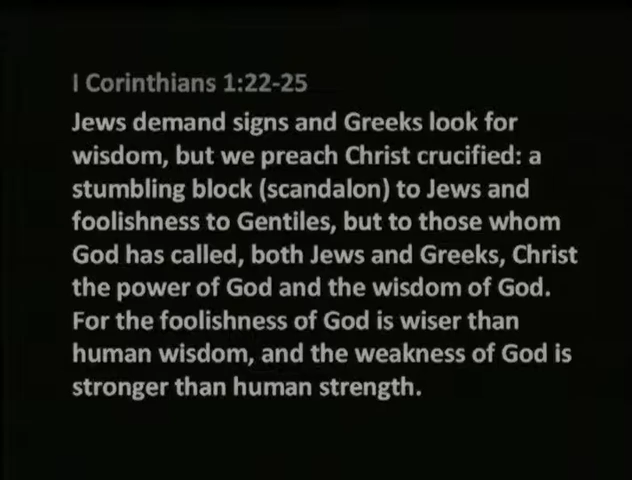 I Corinthians 1:22-25
Jews demand signs and Greeks look for
wisdom, but we preach Christ crucified: a
stumbling block (scandalon) to Jews and
foolishness to Gentiles, but to those whom
God has called, both Jews and Greeks, Christ
the power of God and the wisdom of God.
For the foolishness of God is wiser than
human wisdom, and the weakness of God is
stronger than human strength.